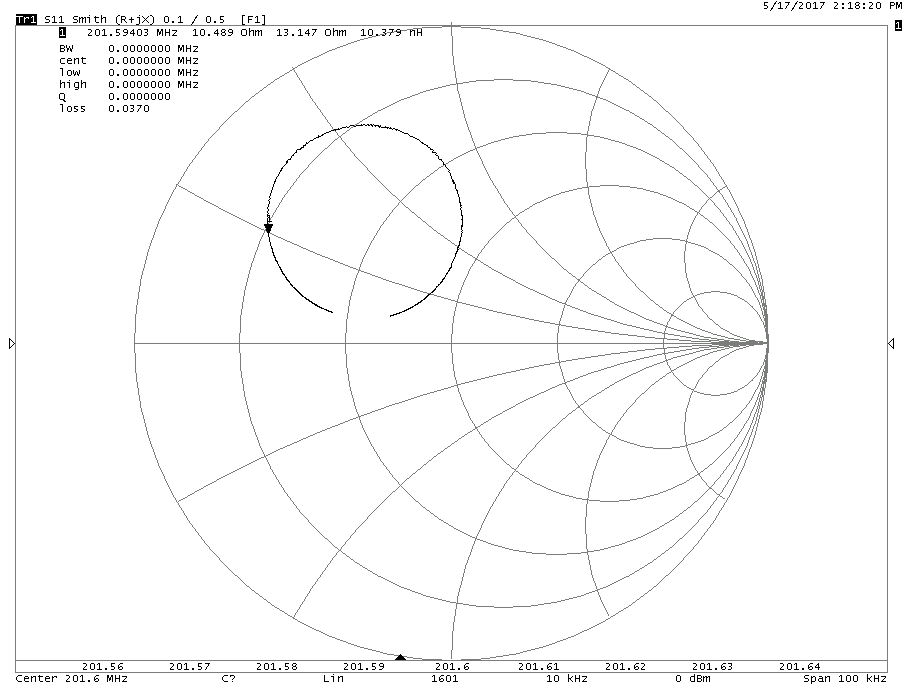 5/17/2017 2:18:20 PM
Tr1 S11 Smith (R+jX) 0.1 / 0.5 [F1]
1 201.59403 MHz 10.489 Ohm 13.147 Ohm 10.379 nH
1
BW 0.0000000 MHz
cent 0.0000000 MHz
low 0.0000000 MHz
high 0.0000000 MHz
Q 0.0000000
loss 0.0370
1
201.56 201.57 201.58 201.59 201.6 201.61 201.62 201.63 201.64
Center 201.6 MHz C? Lin 1601 10 kHz 0 dBm Span 100 kHz